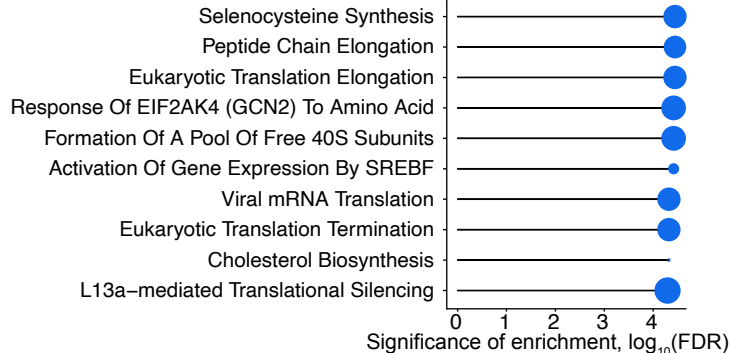 Selenocysteine Synthesis
Peptide Chain Elongation
Eukaryotic Translation Elongation
Response Of EIF2AK4 (GCN2) To Amino Acid
Formation Of A Pool Of Free 40S Subunits
Activation Of Gene Expression By SREBF
Viral mRNA Translation
Eukaryotic Translation Termination
Cholesterol Biosynthesis
L13a−mediated Translational Silencing
0 1 2 3 4
Significance of enrichment, log₁₀(FDR)